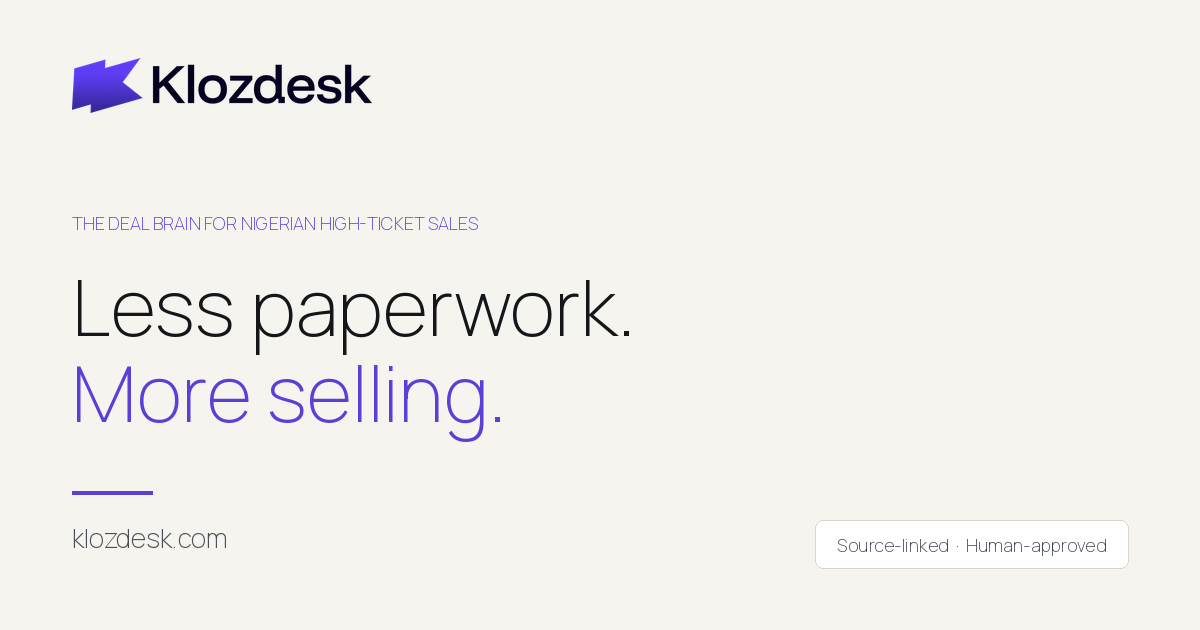 Klozdesk
THE DEAL BRAIN FOR NIGERIAN HIGH-TICKET SALES
Less paperwork.
More selling.
klozdesk.com
Source-linked · Human-approved